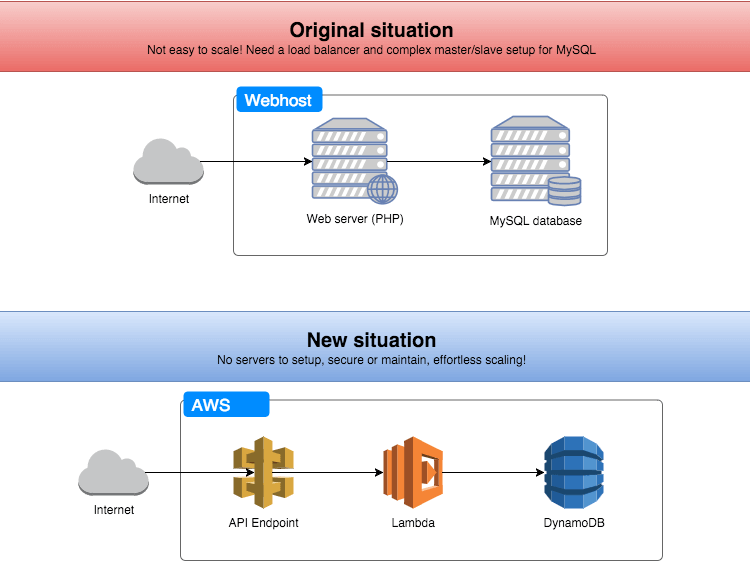 Original situation
Not easy to scale! Need a load balancer and complex master/slave setup for MySQL
Webhost
Internet
Web server (PHP)
MySQL database
New situation
No servers to setup, secure or maintain, effortless scaling!
AWS
Internet
API Endpoint
Lambda
DynamoDB